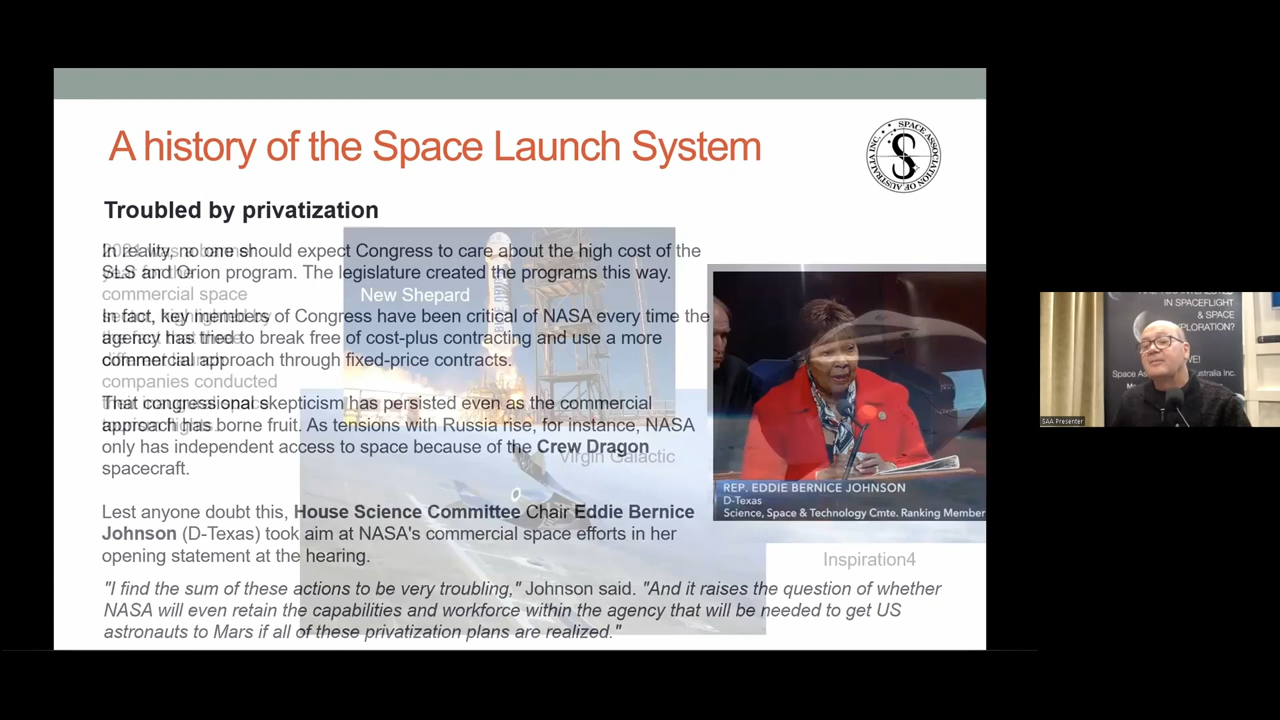 A history of the Space Launch System
SPACE ASSOCIATION OF AUSTRALIA INC.
Troubled by privatization
In reality, no one should expect Congress to care about the high cost of the
SLS and Orion program. The legislature created the programs this way.
New Shepard
commercial space
In fact, key members of Congress have been critical of NASA every time the
agency has tried to break free of cost-plus contracting and use a more
commercial approach through fixed-price contracts.
companies conducted
That congressional skepticism has persisted even as the commercial
approach has borne fruit. As tensions with Russia rise, for instance, NASA
only has independent access to space because of the Crew Dragon
spacecraft.
Virgin Galactic
Lest anyone doubt this, House Science Committee Chair Eddie Bernice
Johnson (D-Texas) took aim at NASA's commercial space efforts in her
opening statement at the hearing.
"I find the sum of these actions to be very troubling," Johnson said. "And it raises the question of whether
NASA will even retain the capabilities and workforce within the agency that will be needed to get US
astronauts to Mars if all of these privatization plans are realized."
REP. EDDIE BERNICE JOHNSON
D-Texas
Science, Space & Technology Cmte. Ranking Member
Inspiration4
IN SPACEFLIGHT
& SPACE
SAA Presenter